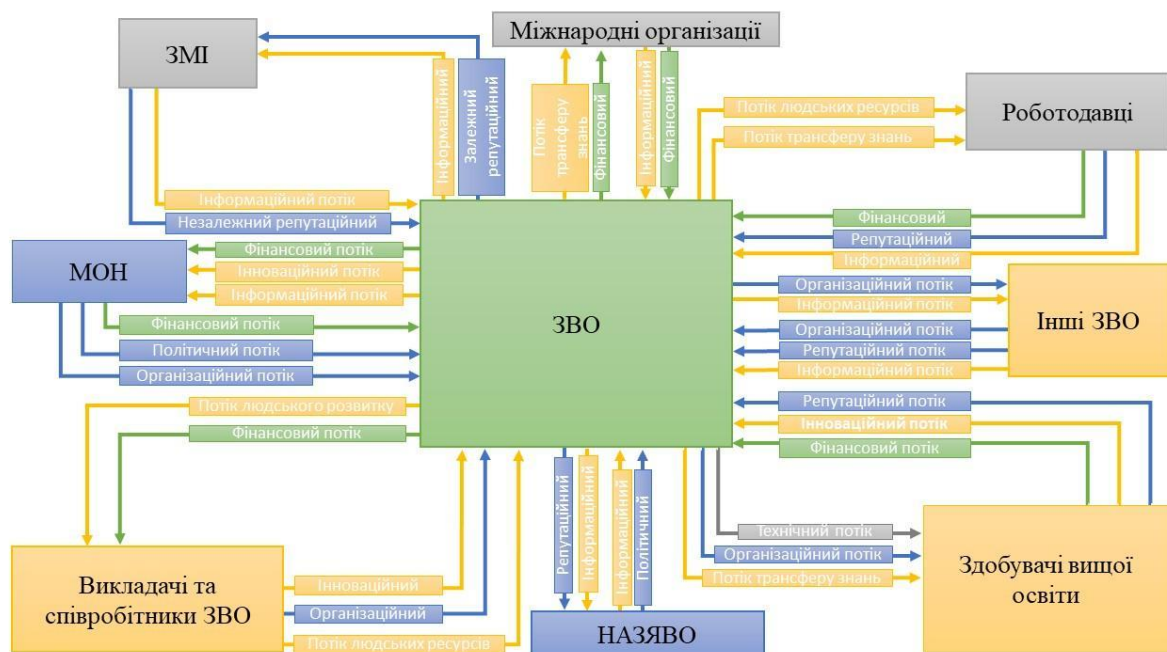 ЗМІ
Міжнародні організації
Роботодавці
Інформаційний
Залежний
репутаційний
Потік
трансферу
знань
Фінансовий
Інформаційний
Фінансовий
Потік людських ресурсів
Потік трансферу знань
Інформаційний потік
Незалежний репутаційний
Фінансовий
Репутаційний
Інформаційний
МОН
Фінансовий потік
Інноваційний потік
Інформаційний потік
Фінансовий потік
Політичний потік
Організаційний потік
ЗВО
Організаційний потік
Інформаційний потік
Організаційний потік
Репутаційний потік
Інформаційний потік
Інші ЗВО
Потік людського розвитку
Фінансовий потік
Репутаційний потік
Інноваційний потік
Фінансовий потік
Викладачі та
співробітники ЗВО
Інноваційний
Організаційний
Потік людських ресурсів
Репутаційний
Інформаційний
Інформаційний
Політичний
НАЗЯВО
Технічний потік
Організаційний потік
Потік трансферу знань
Здобувачі вищої
освіти